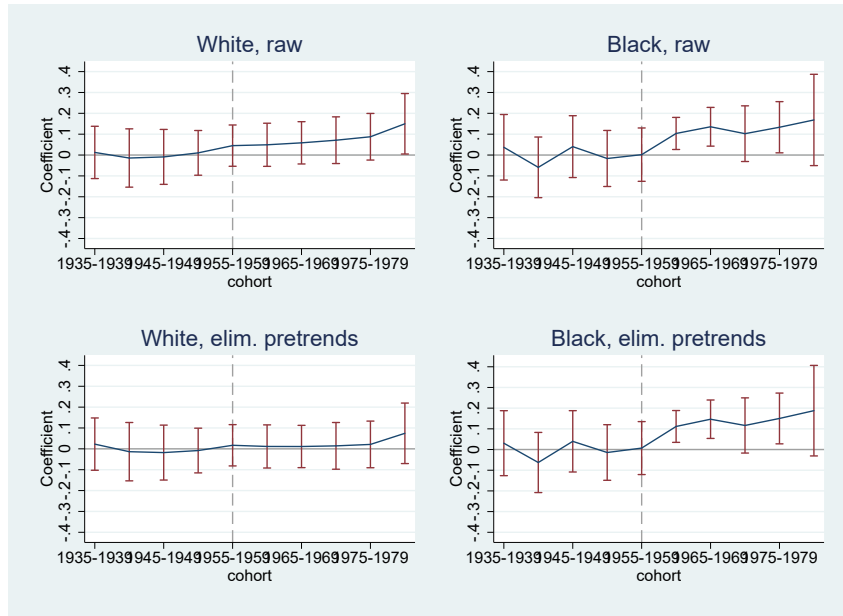 White, raw
Coefficient
-.4 -.3 -.2 -.1 0 .1 .2 .3 .4
1935-1939 1945-1949 1955-1959 1965-1969 1975-1979
cohort
Black, raw
Coefficient
-.4 -.3 -.2 -.1 0 .1 .2 .3 .4
1935-1939 1945-1949 1955-1959 1965-1969 1975-1979
cohort
White, elim. pretrends
Coefficient
-.4 -.3 -.2 -.1 0 .1 .2 .3 .4
1935-1939 1945-1949 1955-1959 1965-1969 1975-1979
cohort
Black, elim. pretrends
Coefficient
-.4 -.3 -.2 -.1 0 .1 .2 .3 .4
1935-1939 1945-1949 1955-1959 1965-1969 1975-1979
cohort